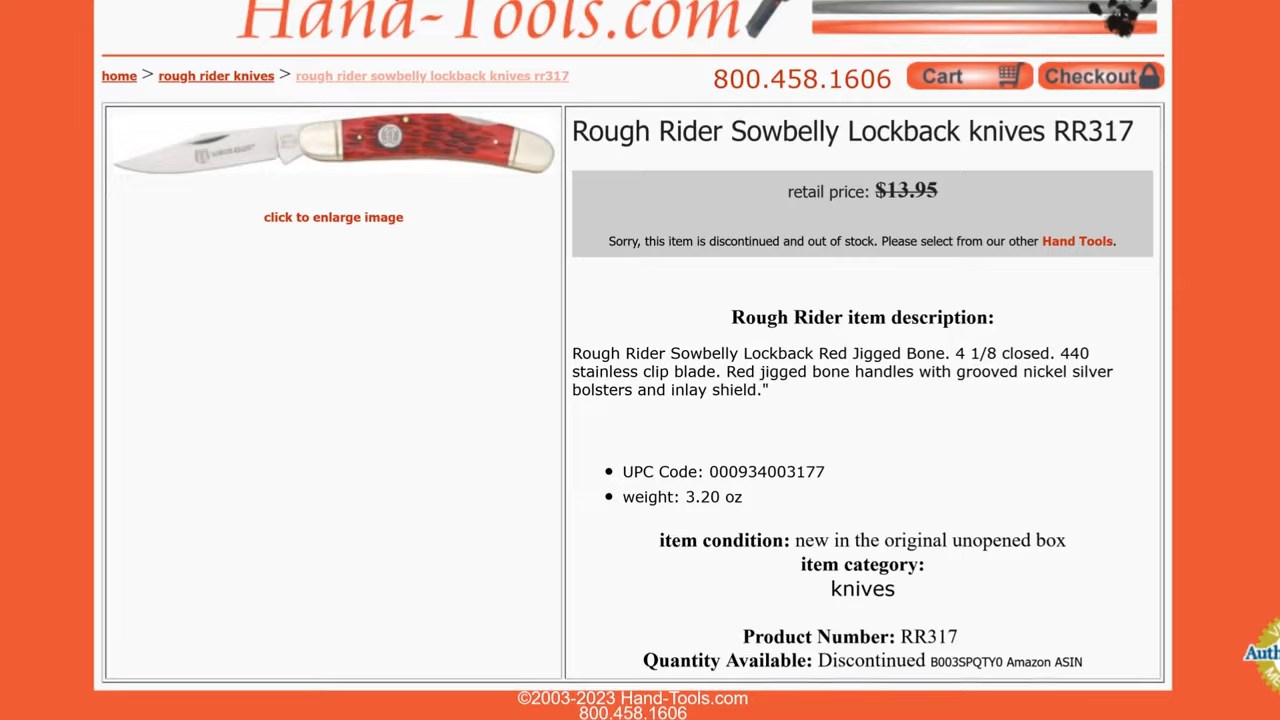 Hand-Tools.com
home > rough rider knives > rough rider sowbelly lockback knives rr317
800.458.1606 Cart Checkout
Rough Rider Sowbelly Lockback knives RR317
retail price: $13.95
Sorry, this item is discontinued and out of stock. Please select from our other Hand Tools.
click to enlarge image
Rough Rider item description:
Rough Rider Sowbelly Lockback Red Jigged Bone. 4 1/8 closed. 440
stainless clip blade. Red jigged bone handles with grooved nickel silver
bolsters and inlay shield."
• UPC Code: 000934003177
• weight: 3.20 oz
item condition: new in the original unopened box
item category:
knives
Product Number: RR317
Quantity Available: Discontinued B003SPQTY0 Amazon ASIN
©2003-2023 Hand-Tools.com
800.458.1606